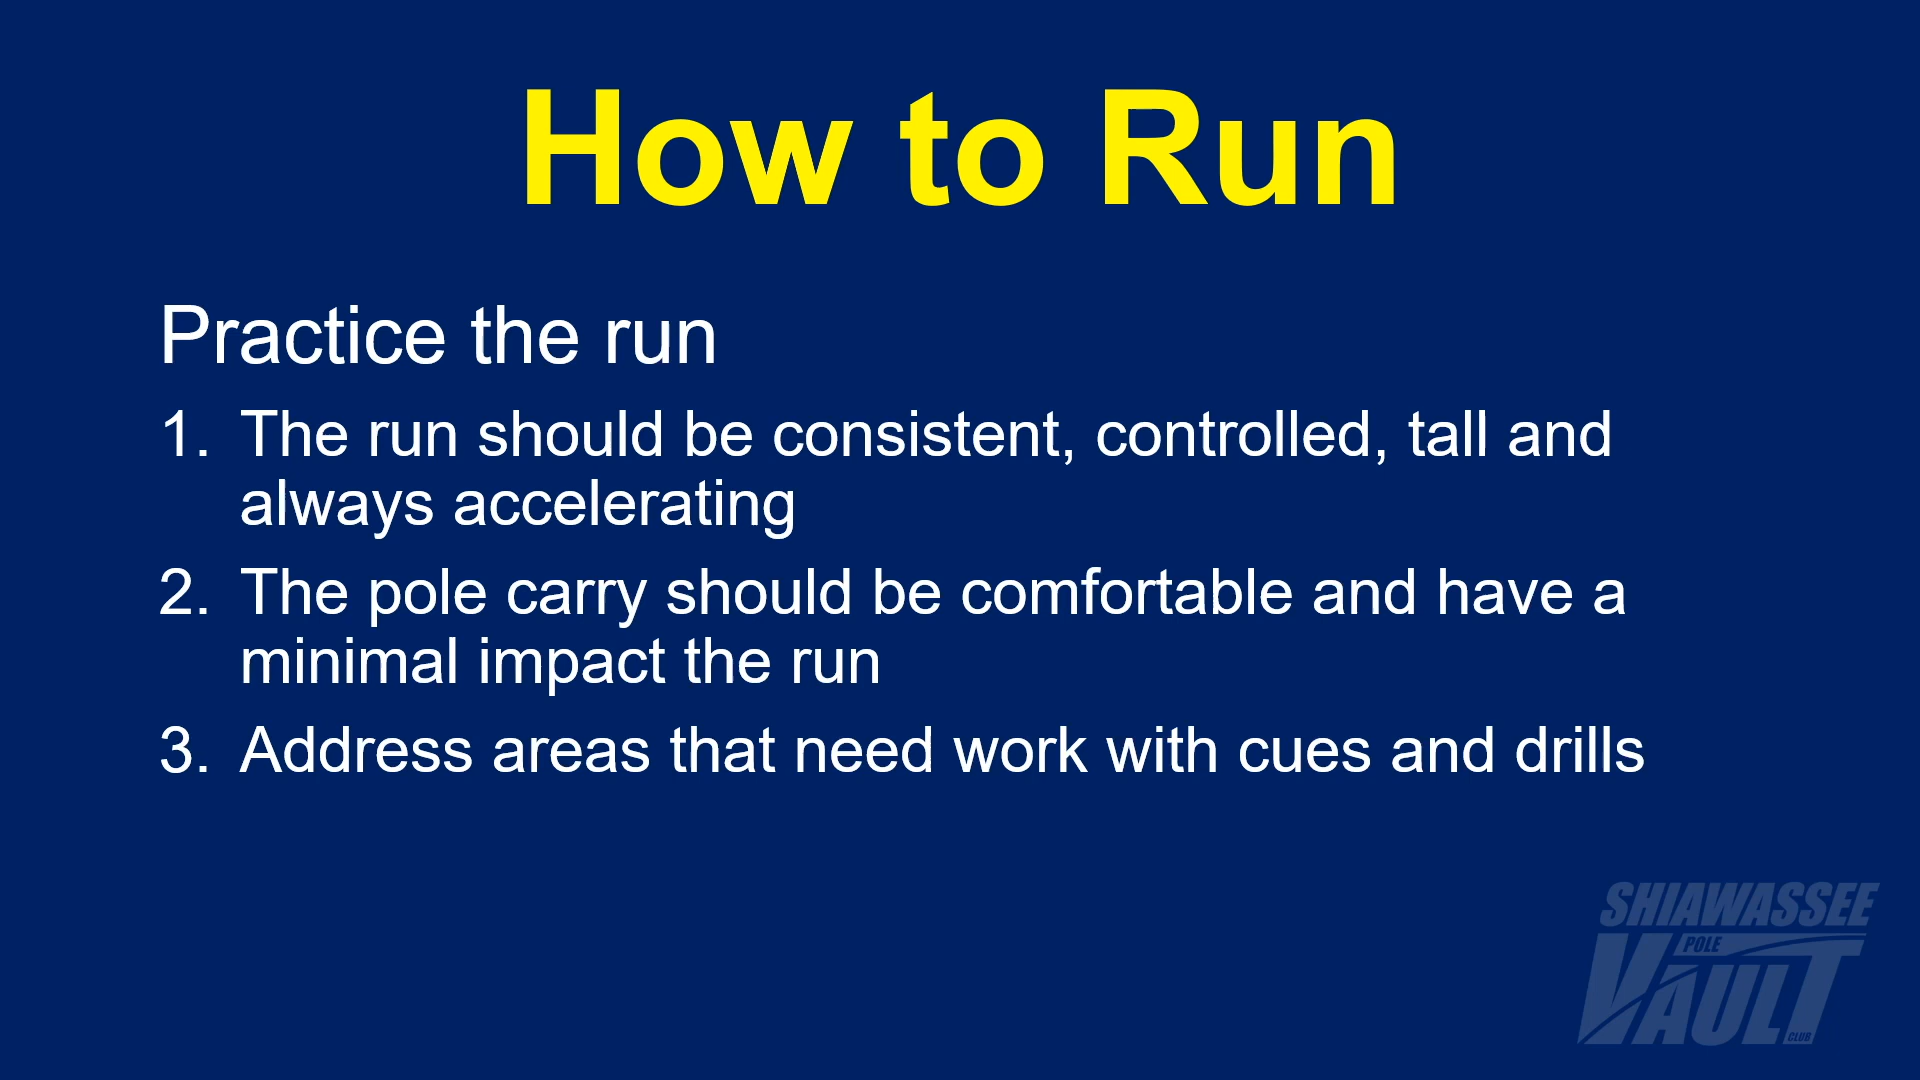 How to Run
Practice the run
1. The run should be consistent, controlled, tall and
always accelerating
2. The pole carry should be comfortable and have a
minimal impact the run
3. Address areas that need work with cues and drills
SHIAWASSEE
POLE
VAULT
CLUB